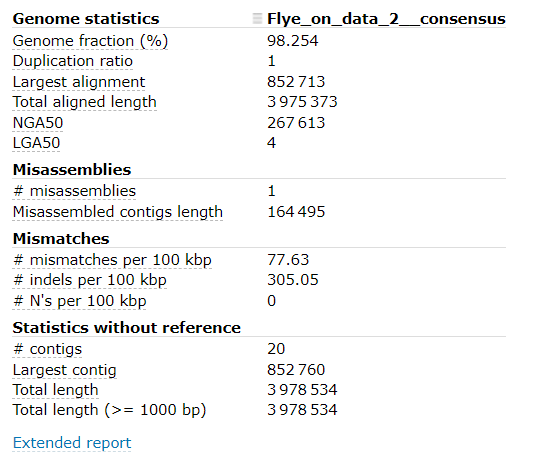 Genome statistics Flye_on_data_2__consensus
Genome fraction (%) 98.254
Duplication ratio 1
Largest alignment 852 713
Total aligned length 3 975 373
NGA50 267 613
LGA50 4
Misassemblies
# misassemblies 1
Misassembled contigs length 164 495
Mismatches
# mismatches per 100 kbp 77.63
# indels per 100 kbp 305.05
# N's per 100 kbp 0
Statistics without reference
# contigs 20
Largest contig 852 760
Total length 3 978 534
Total length (>= 1000 bp) 3 978 534
Extended report